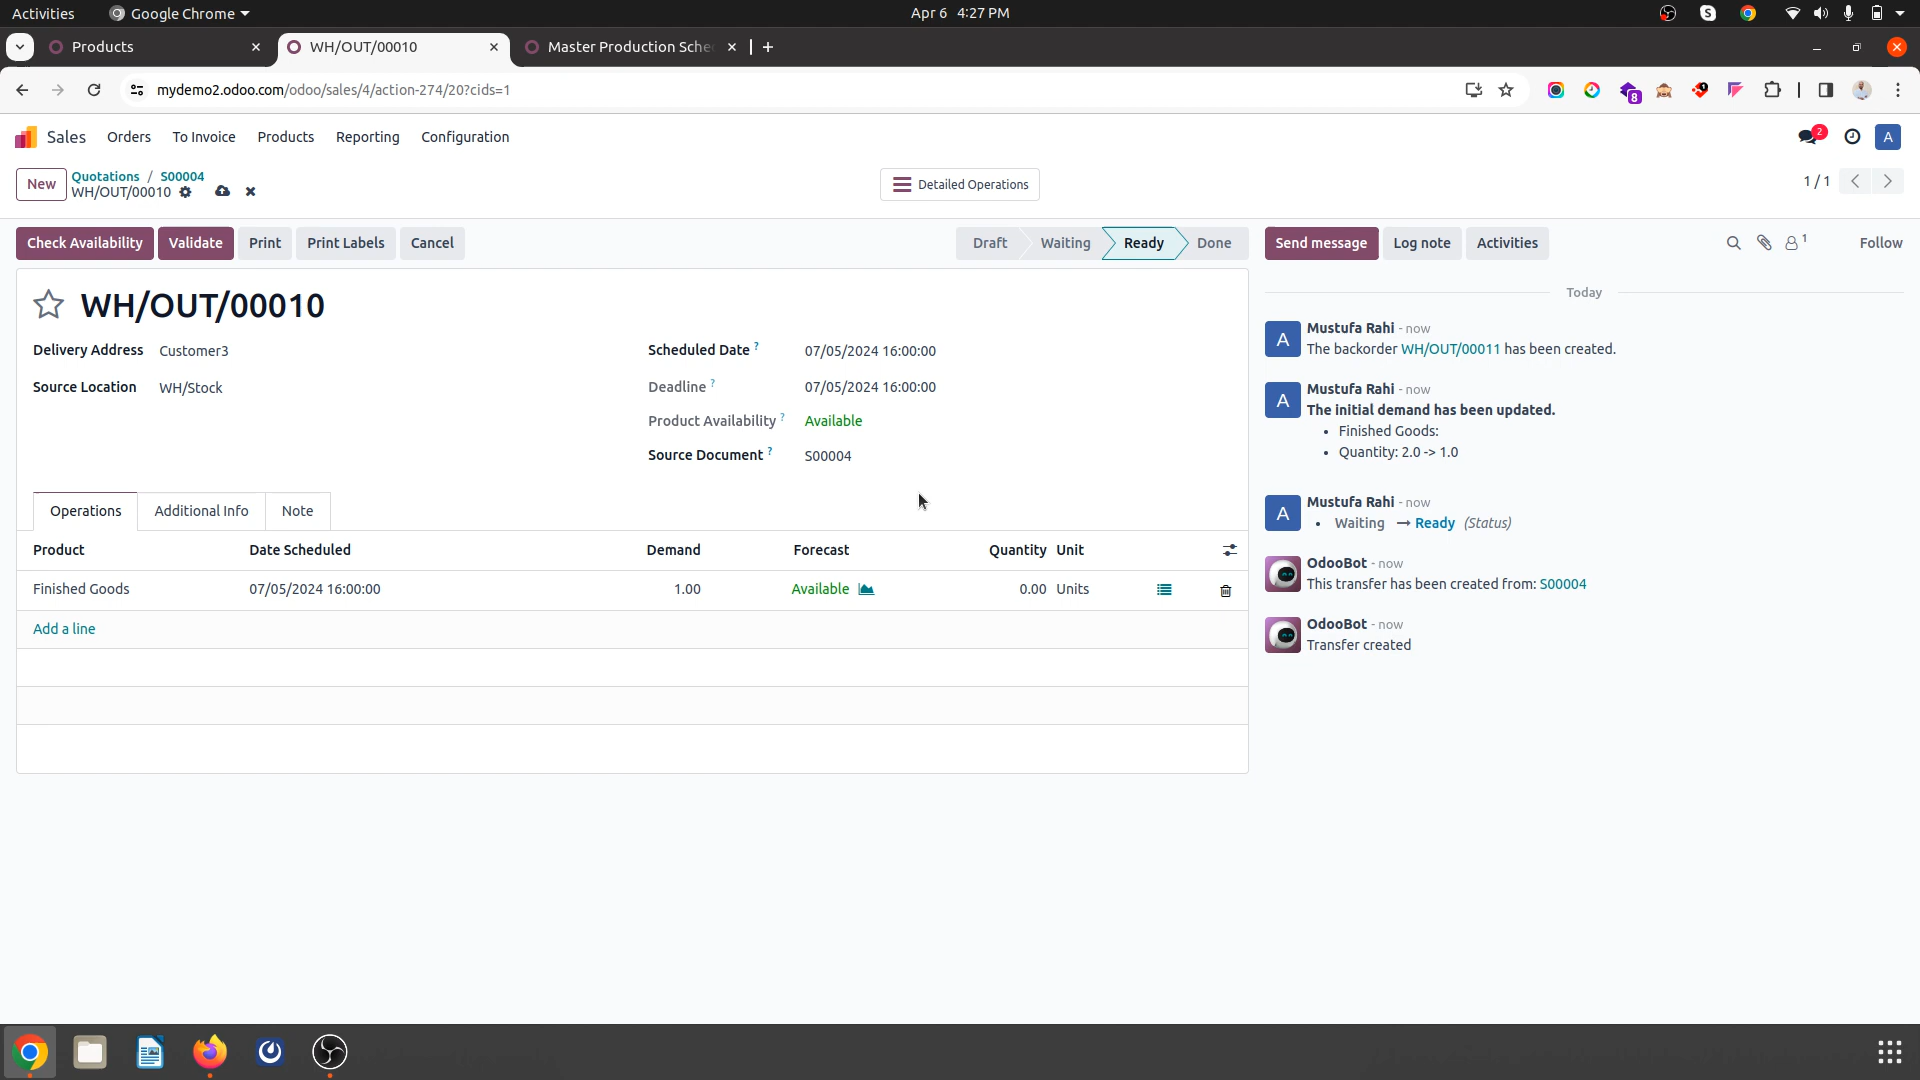 Activities
Google Chrome
Apr 6 4:27 PM
Products
WH/OUT/00010
Master Production Sche
mydemo2.odoo.com/odoo/sales/4/action-274/20?cids=1
8
Sales
Orders
To Invoice
Products
Reporting
Configuration
2
A
New
Quotations / S00004
WH/OUT/00010
Detailed Operations
1 / 1
Check Availability
Validate
Print
Print Labels
Cancel
Draft
Waiting
Ready
Done
Send message
Log note
Activities
1
Follow
WH/OUT/00010
Delivery Address Customer3
Source Location WH/Stock
Scheduled Date ? 07/05/2024 16:00:00
Deadline ? 07/05/2024 16:00:00
Product Availability ? Available
Source Document ? S00004
Operations
Additional Info
Note
Product Date Scheduled Demand Forecast Quantity Unit
Finished Goods 07/05/2024 16:00:00 1.00 Available 0.00 Units
Add a line
Today
A
Mustufa Rahi - now
The backorder WH/OUT/00011 has been created.
A
Mustufa Rahi - now
The initial demand has been updated.
• Finished Goods:
• Quantity: 2.0 -> 1.0
A
Mustufa Rahi - now
• Waiting → Ready (Status)
OdooBot - now
This transfer has been created from: S00004
OdooBot - now
Transfer created